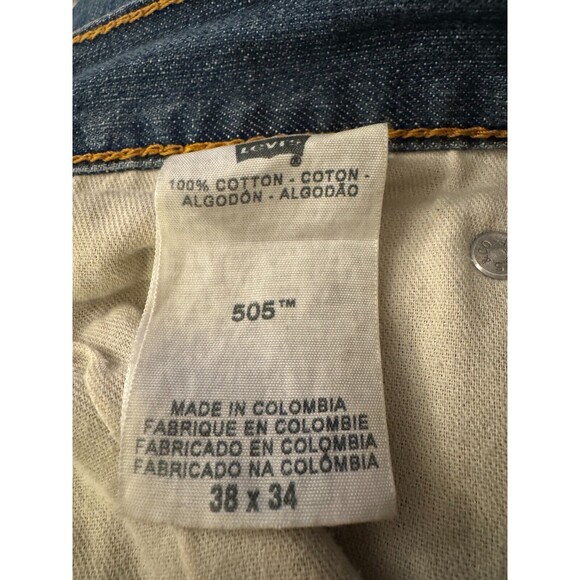 Levi's
®
100% COTTON - COTON -
ALGODÓN - ALGODÃO
505™
MADE IN COLOMBIA
FABRIQUE EN COLOMBIE
FABRICADO EN COLOMBIA
FABRICADO NA COLÔMBIA
38 x 34